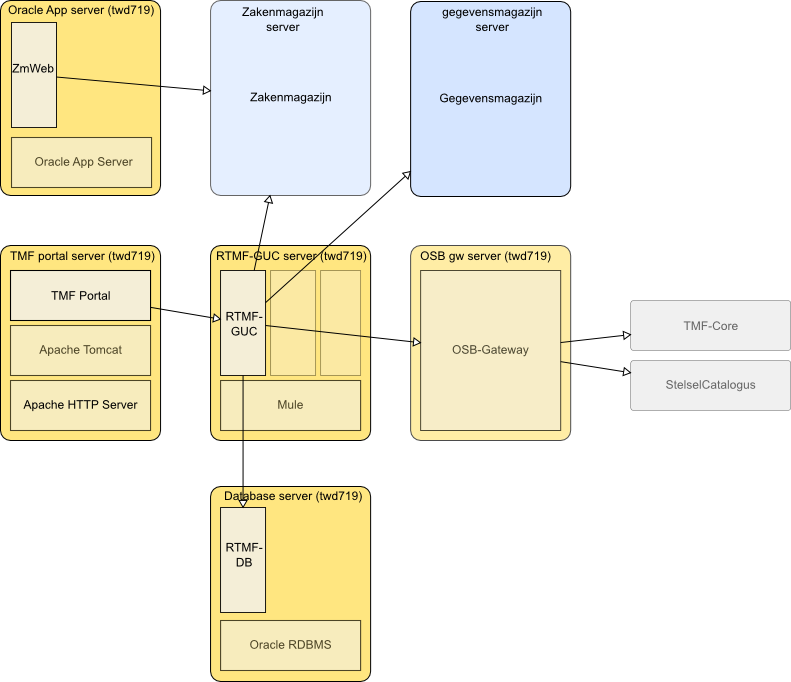 Oracle App server (twd719)
ZmWeb
Oracle App Server
Zakenmagazijn
server
Zakenmagazijn
gegevensmagazijn
server
Gegevensmagazijn
TMF portal server (twd719)
TMF Portal
Apache Tomcat
Apache HTTP Server
RTMF-GUC server (twd719)
RTMF-
GUC
Mule
OSB gw server (twd719)
OSB-Gateway
TMF-Core
StelselCatalogus
Database server (twd719)
RTMF-
DB
Oracle RDBMS